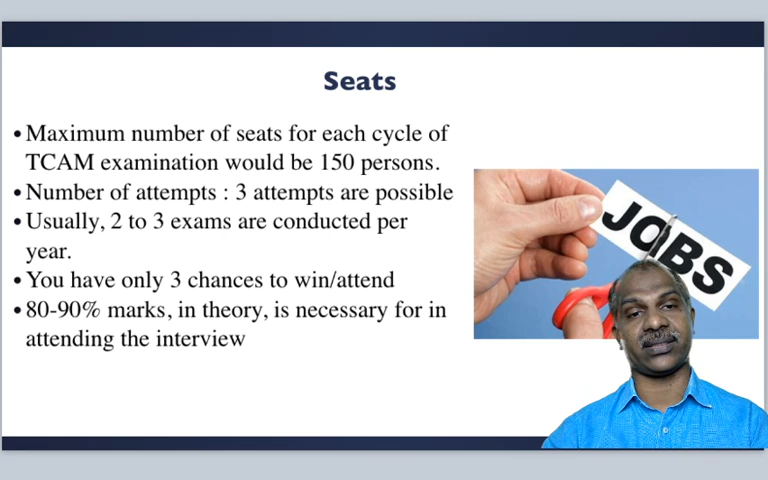 Seats
• Maximum number of seats for each cycle of
TCAM examination would be 150 persons.
• Number of attempts : 3 attempts are possible
• Usually, 2 to 3 exams are conducted per
year.
• You have only 3 chances to win/attend
• 80-90% marks, in theory, is necessary for in
attending the interview
JOBS